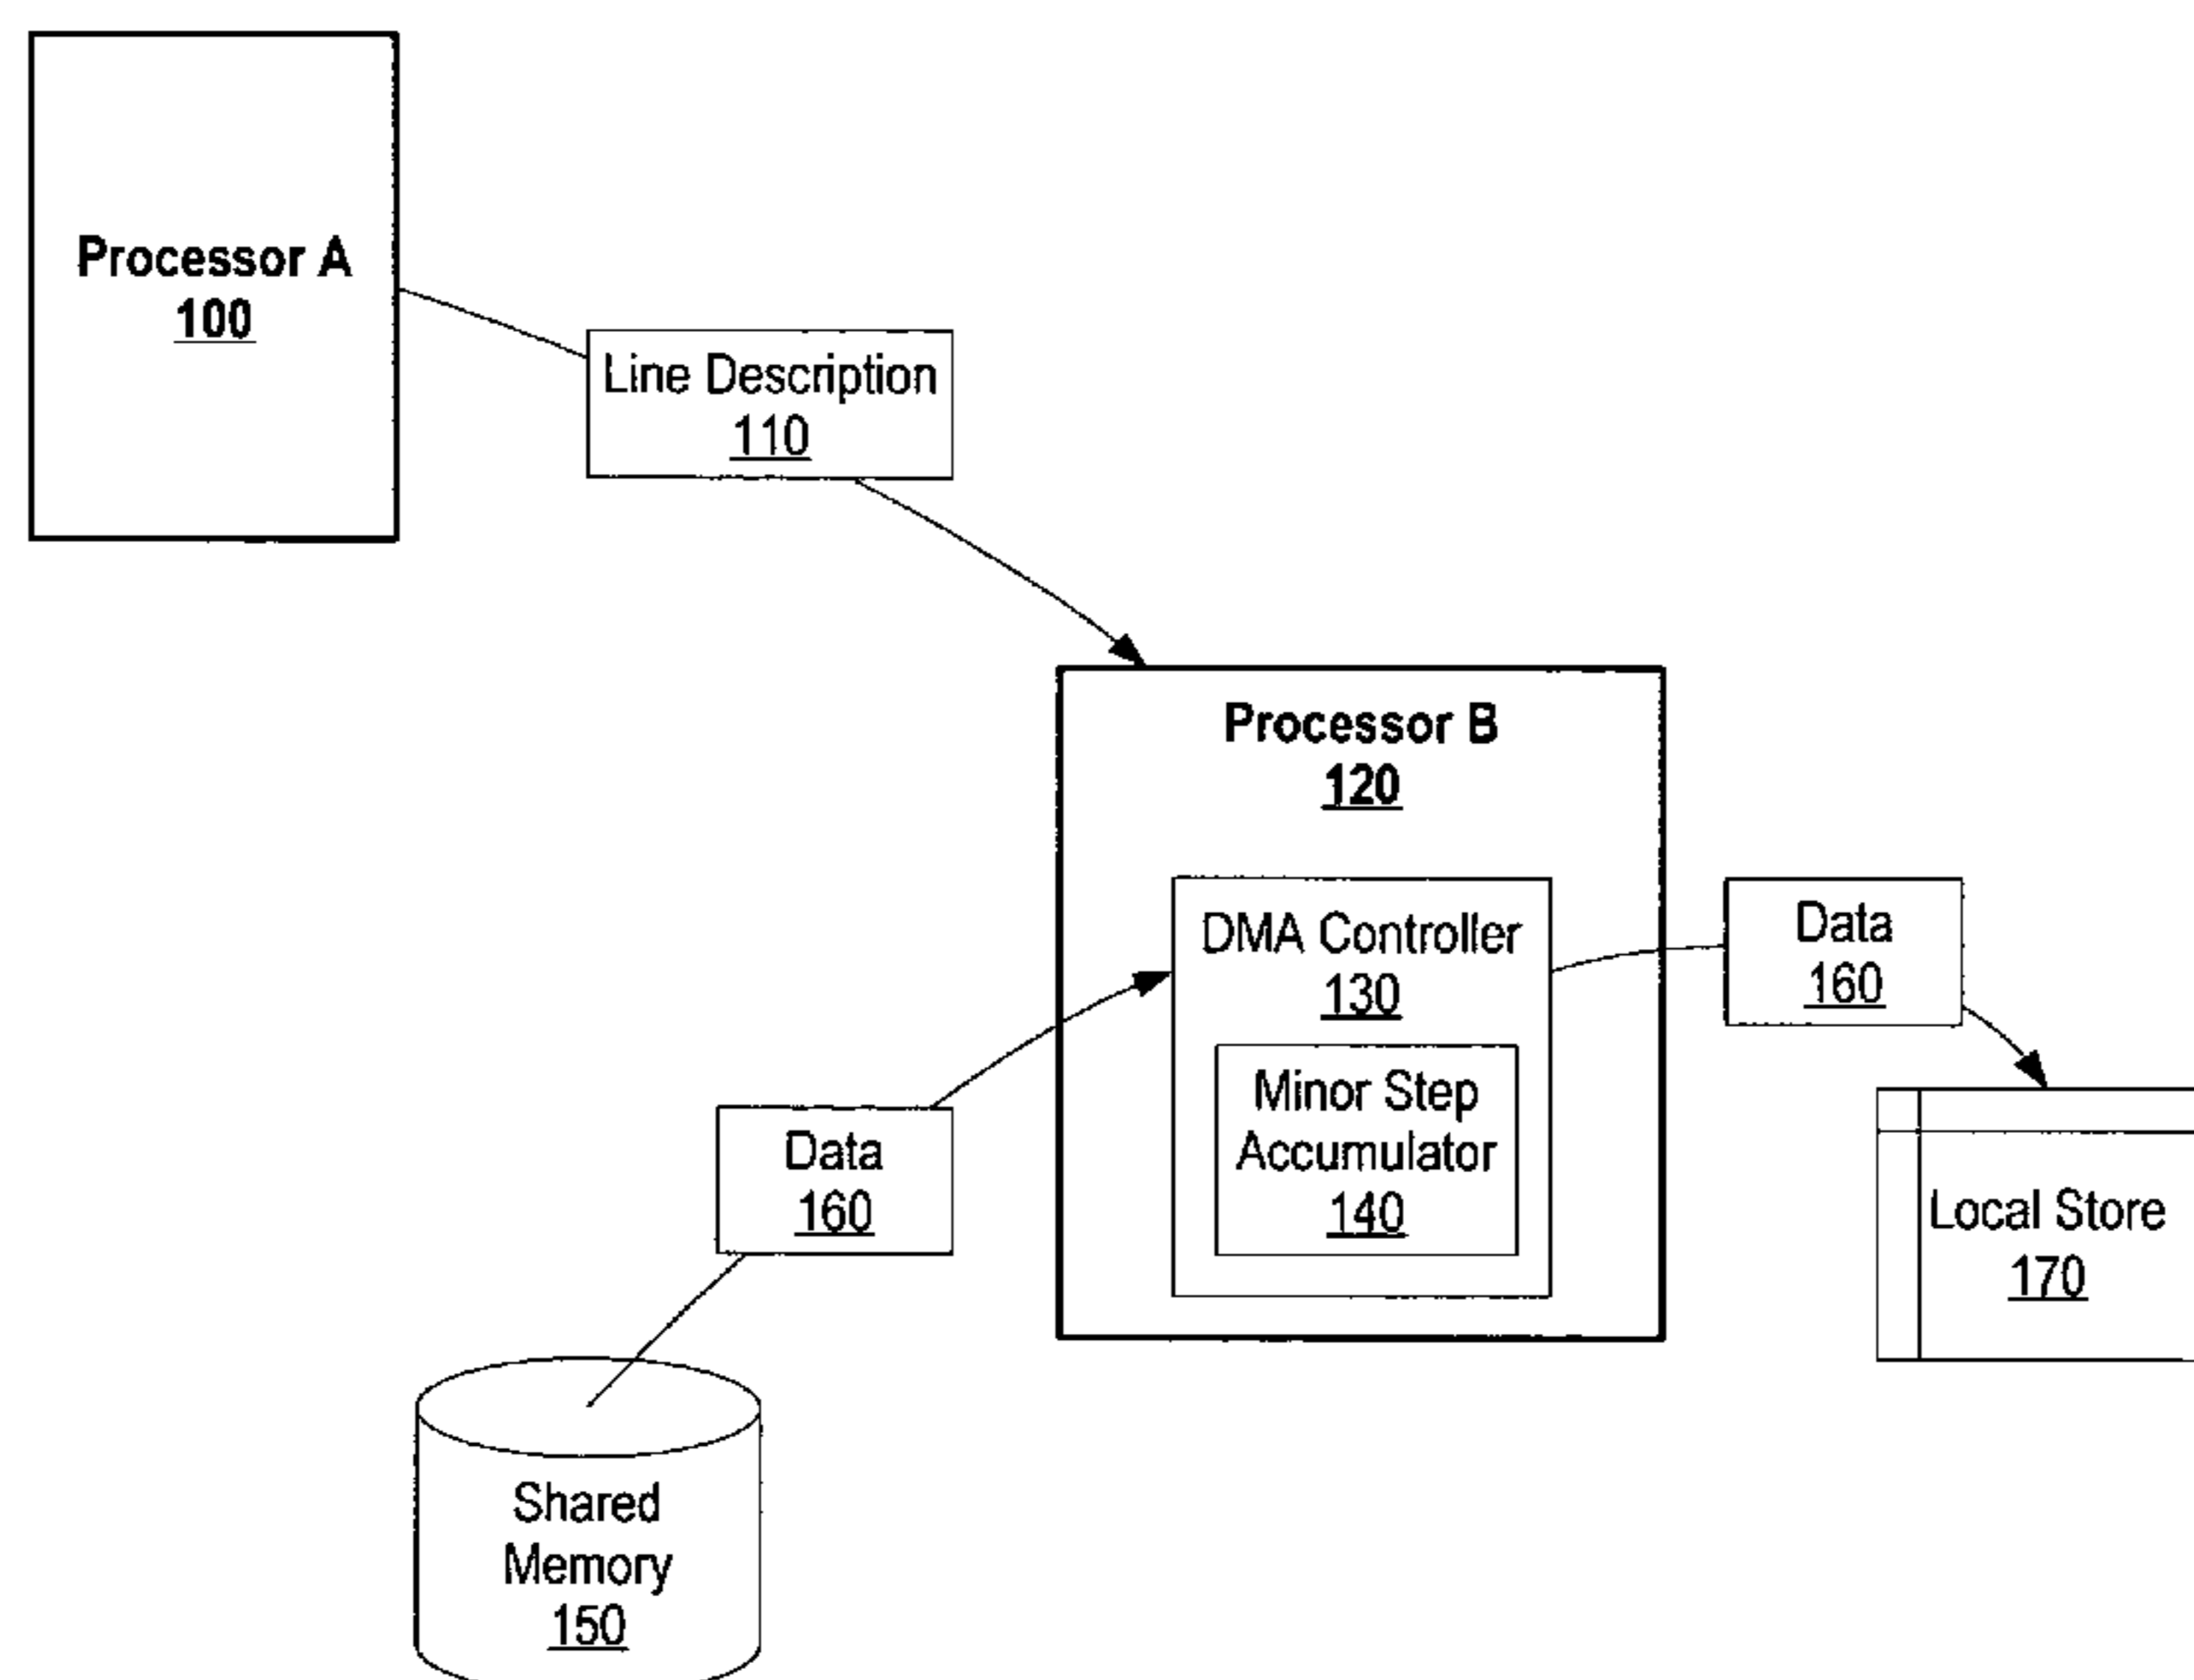 Processor A
100
Line Description
110
Processor B
120
DMA Controller
130
Minor Step
Accumulator
140
Data
160
Data
160
Local Store
170
Shared
Memory
150